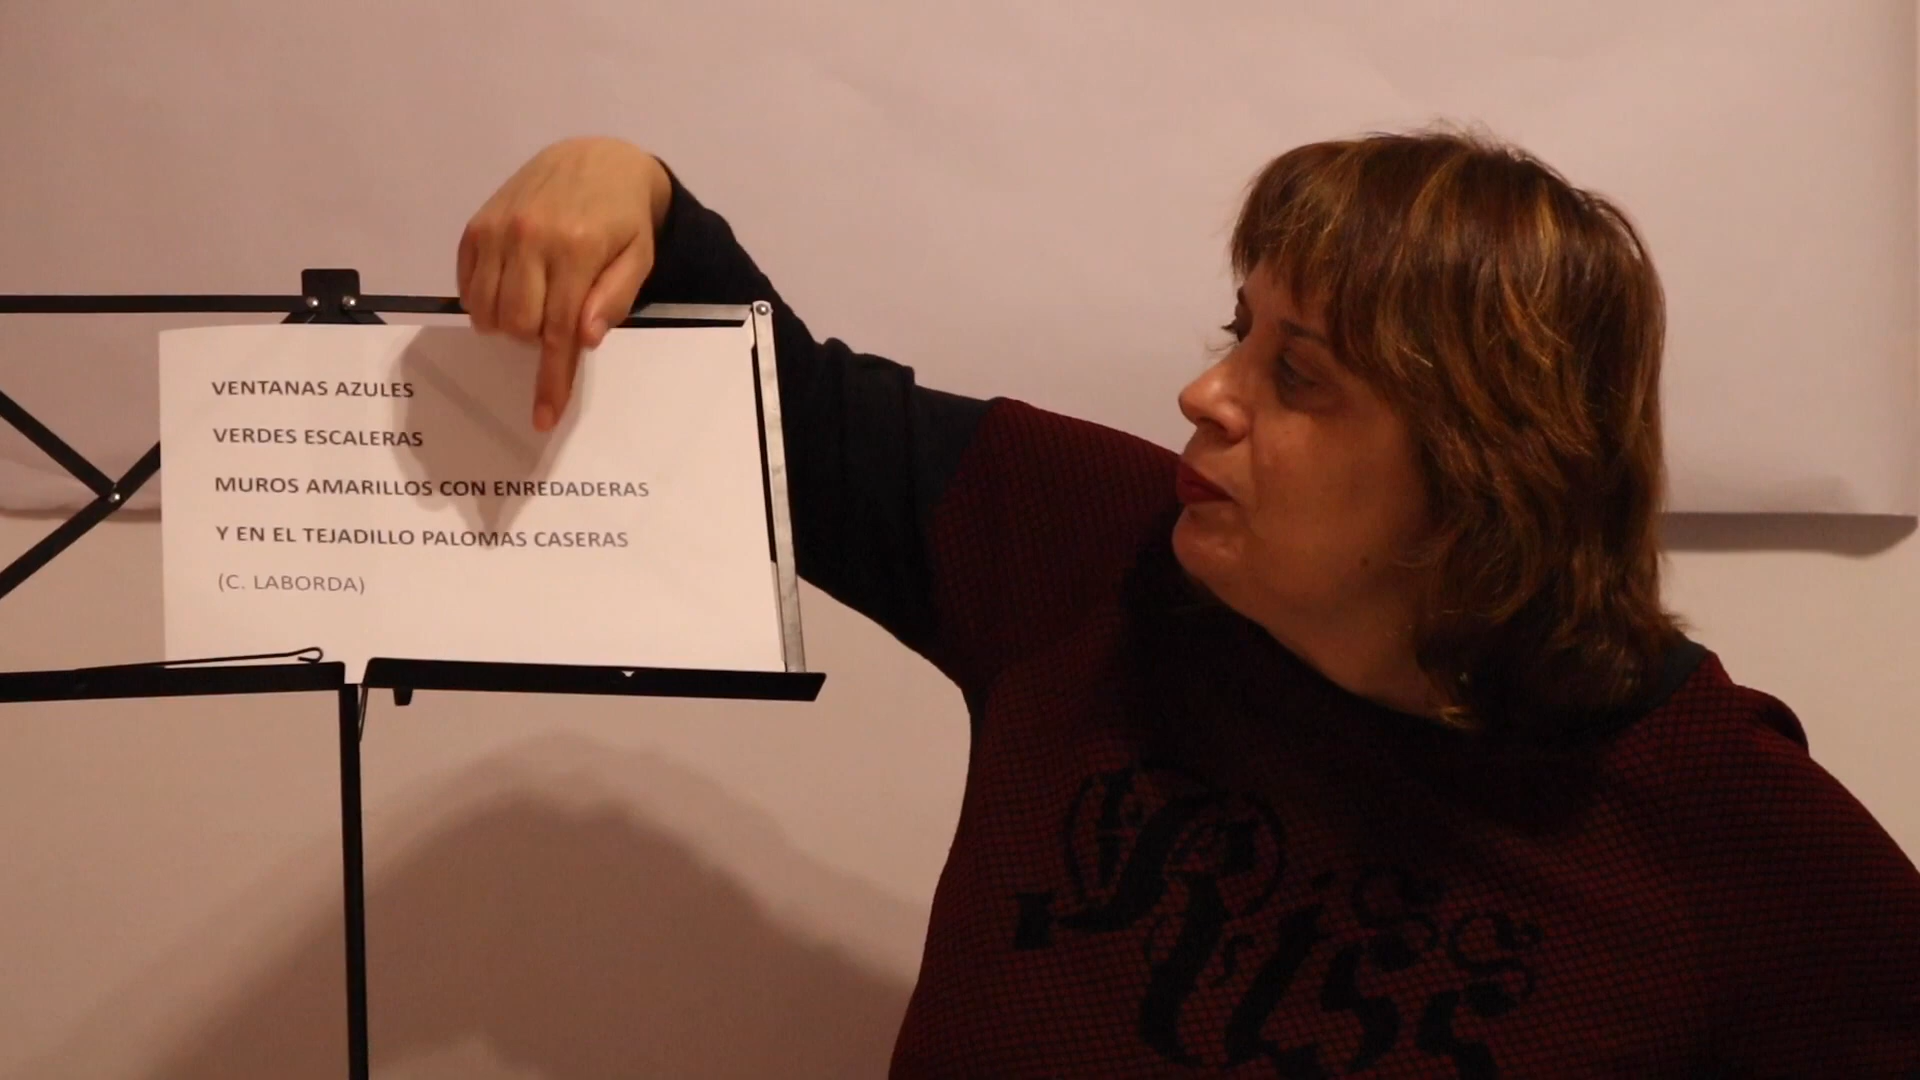 VENTANAS AZULES
VERDES ESCALERAS
MUROS AMARILLOS CON ENREDADERAS
Y EN EL TEJADILLO PALOMAS CASERAS
(C. LABORDA)